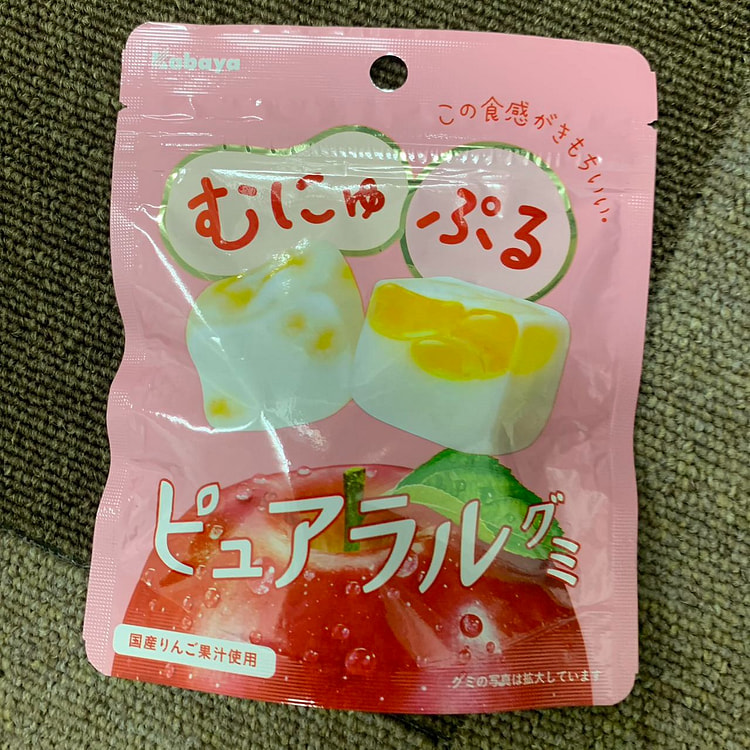 Kabaya
この食感がきもちいい。
むにゅ
ぷる
ピュアラルグミ
国産りんご果汁使用
グミの写真は拡大しています